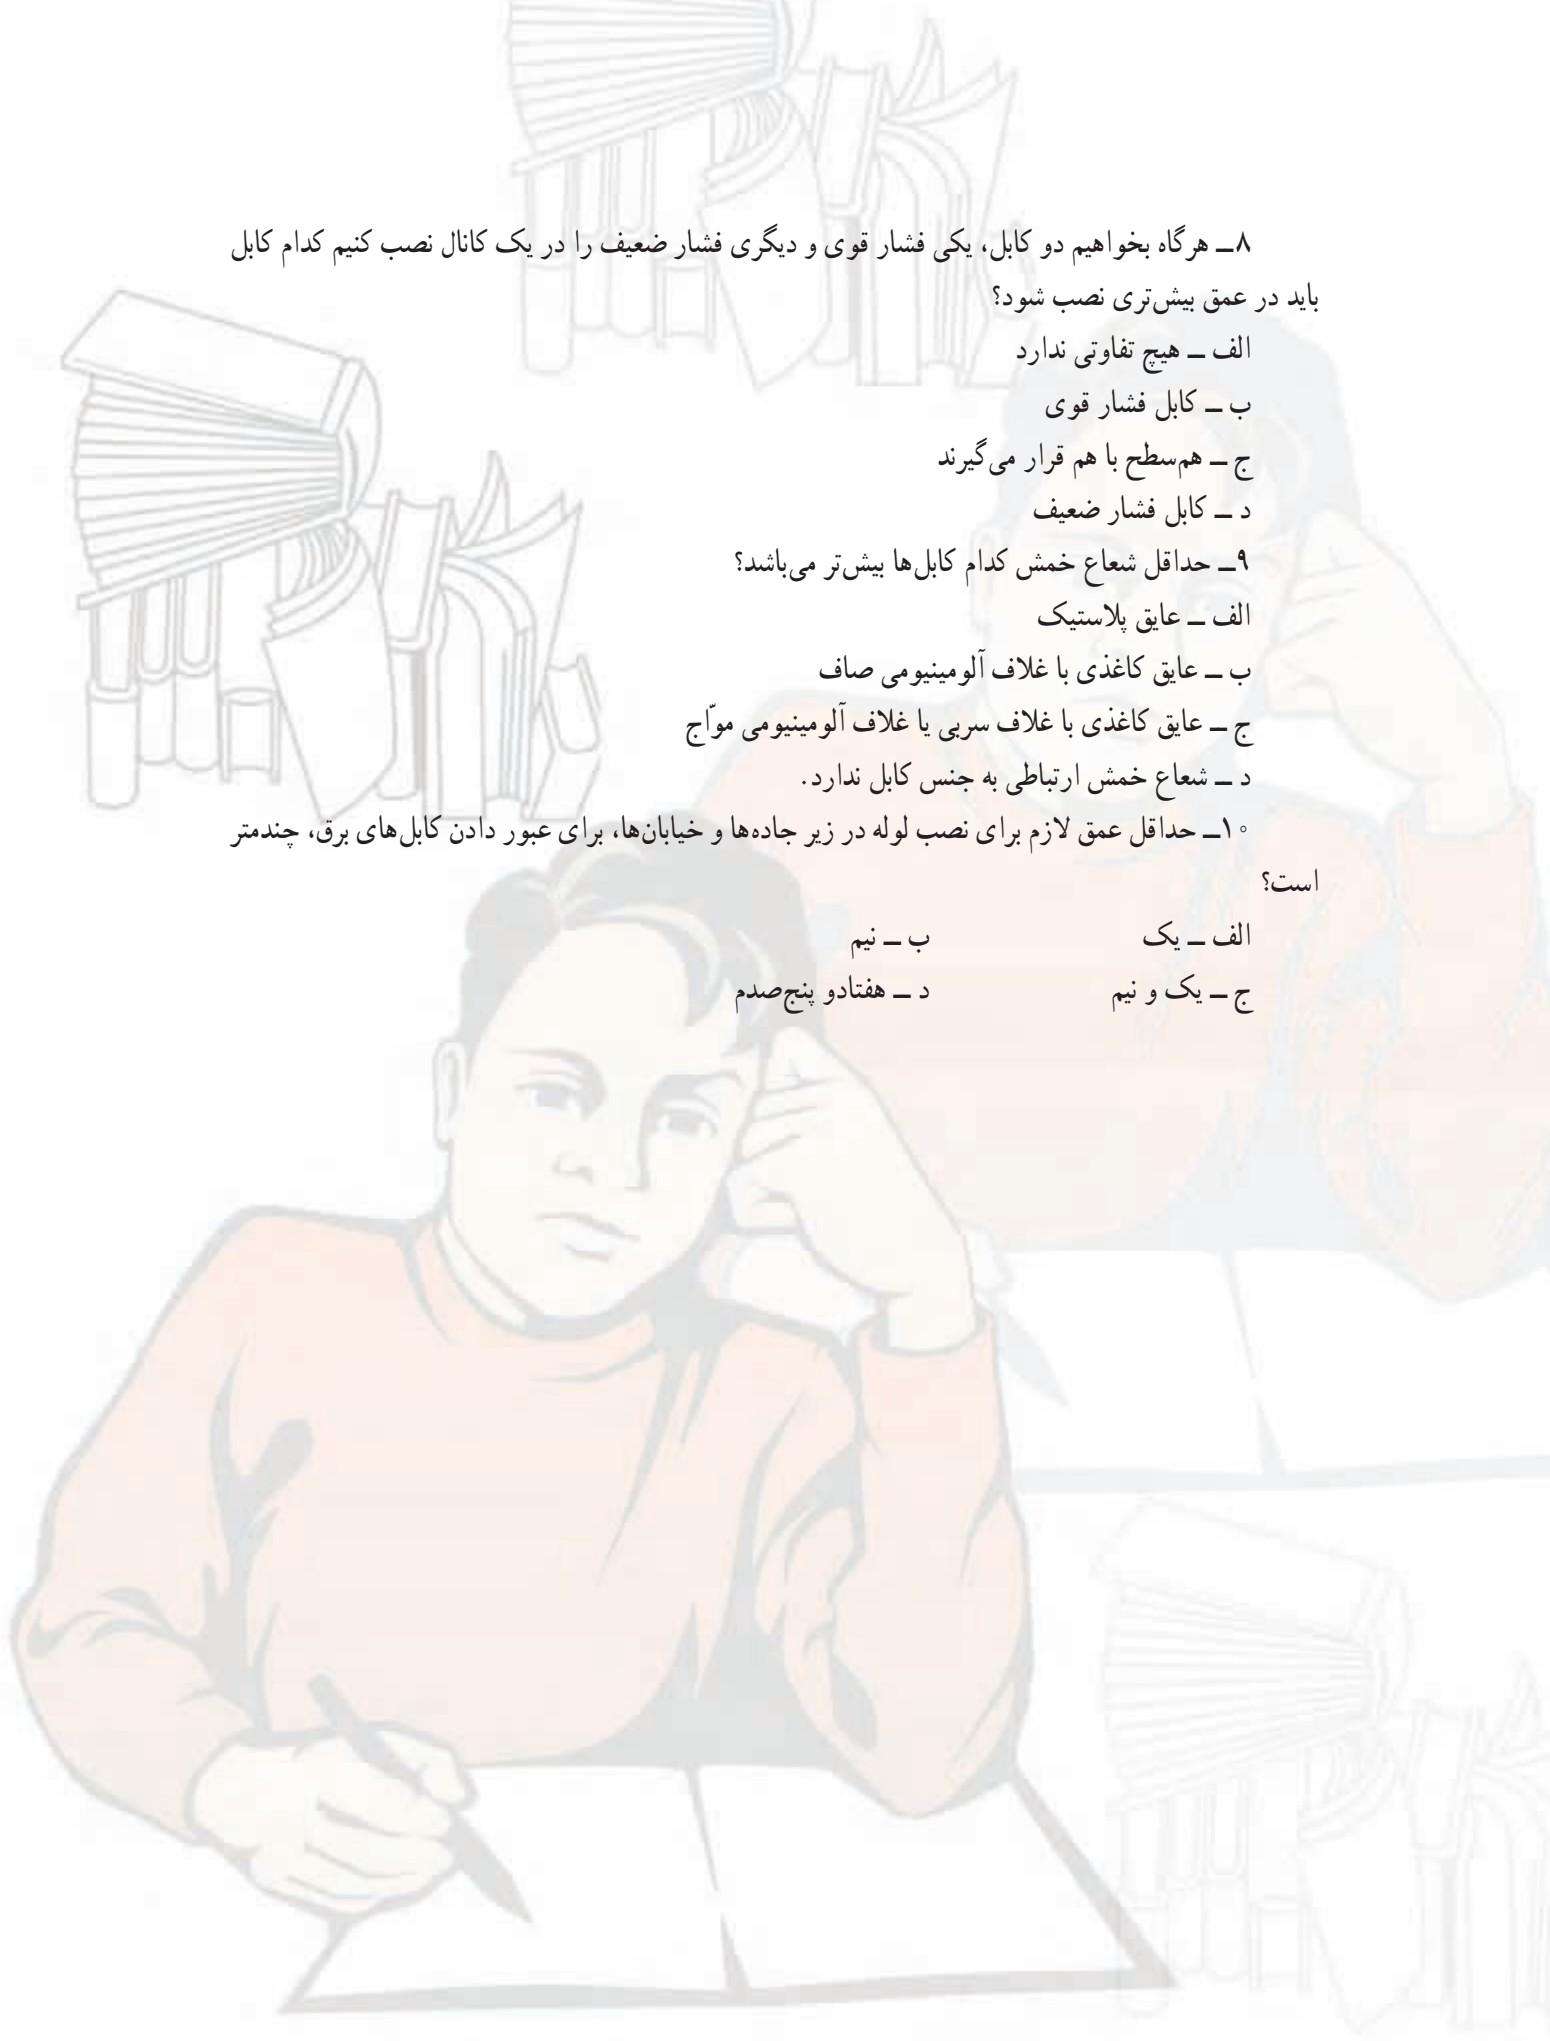 ۸ــ هرگاه بخواهیم دو کابل، یکی فشار قوی و دیگری فشار ضعیف را در یک کانال نصب کنیم کدام کابل
باید در عمق بیش‌تری نصب شود؟
الف ــ هیچ تفاوتی ندارد
ب ــ کابل فشار قوی
ج ــ هم‌سطح با هم قرار می‌گیرند
د ــ کابل فشار ضعیف
۹ــ حداقل شعاع خمش کدام کابل‌ها بیش‌تر می‌باشد؟
الف ــ عایق پلاستیک
ب ــ عایق کاغذی با غلاف آلومینیومی صاف
ج ــ عایق کاغذی با غلاف سربی یا غلاف آلومینیومی موّاج
د ــ شعاع خمش ارتباطی به جنس کابل ندارد.
۱۰ــ حداقل عمق لازم برای نصب لوله در زیر جاده‌ها و خیابان‌ها، برای عبور دادن کابل‌های برق، چندمتر
است؟
الف ــ یک ب ــ نیم
ج ــ یک و نیم د ــ هفتادو پنج‌صدم